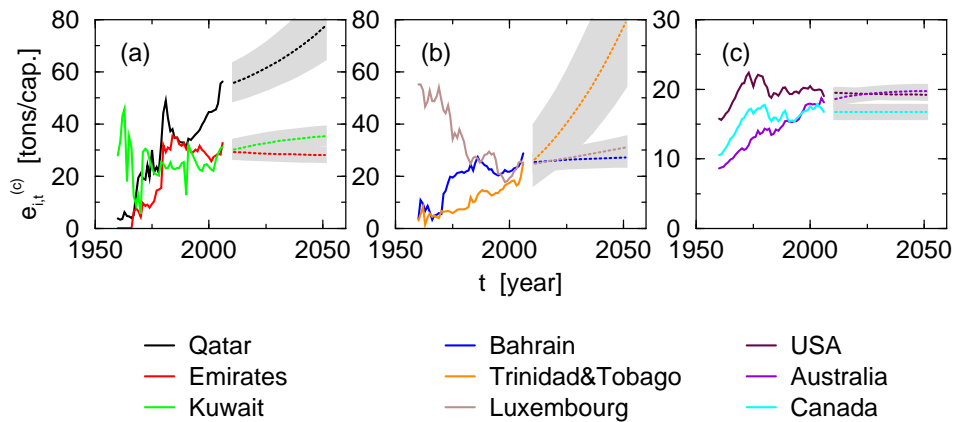 (a) (b) (c)
80 80 30
60 60
20
40 40
10
20 20
0 0 0
1950 2000 2050 1950 2000 2050 1950 2000 2050
e i,t (c) [tons/cap.]
t [year]
Qatar Bahrain USA
Emirates Trinidad&Tobago Australia
Kuwait Luxembourg Canada